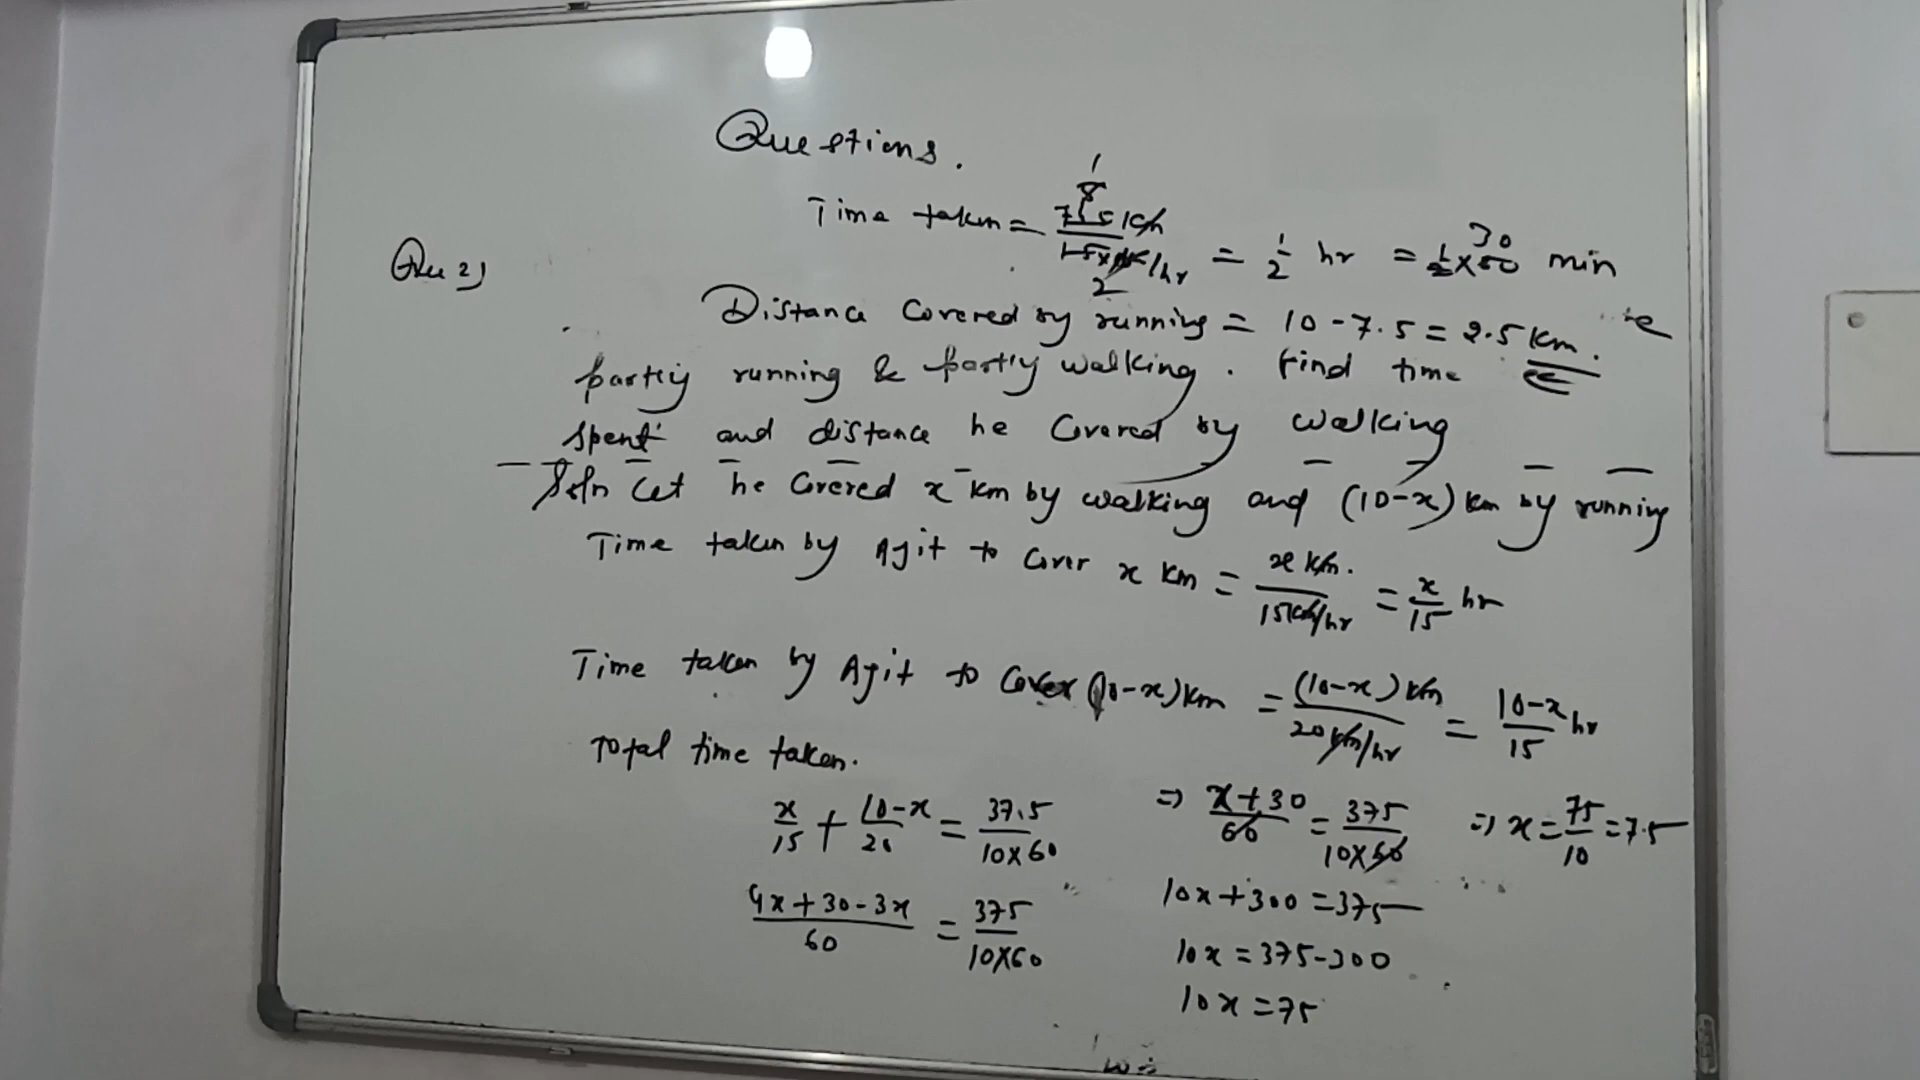 Questions.
Time taken = 75 km / 15 x 10 km/hr = 1/2 hr = 1/2 x 60 30 min
Que 2)
Distance Covered by running = 10 - 7.5 = 2.5 km.
partly running & partly walking. Find time
spent and distance he Covered by walking
Soln Let he Covered x km by walking and (10-x) km by running
Time taken by Ajit to Cover x km = x km. / 15 km/hr = x/15 hr
Time taken by Ajit to Cover (10-x) km = (10-x) km / 20 km/hr = 10-x/15 hr
Total time taken.
x/15 + 10-x/20 = 37.5/10x60
4x+30-3x/60 = 375/10x60
=> x+30/60 = 375/10x60
10x+300 = 375
10x = 375-300
10x = 75
=> x = 75/10 = 7.5